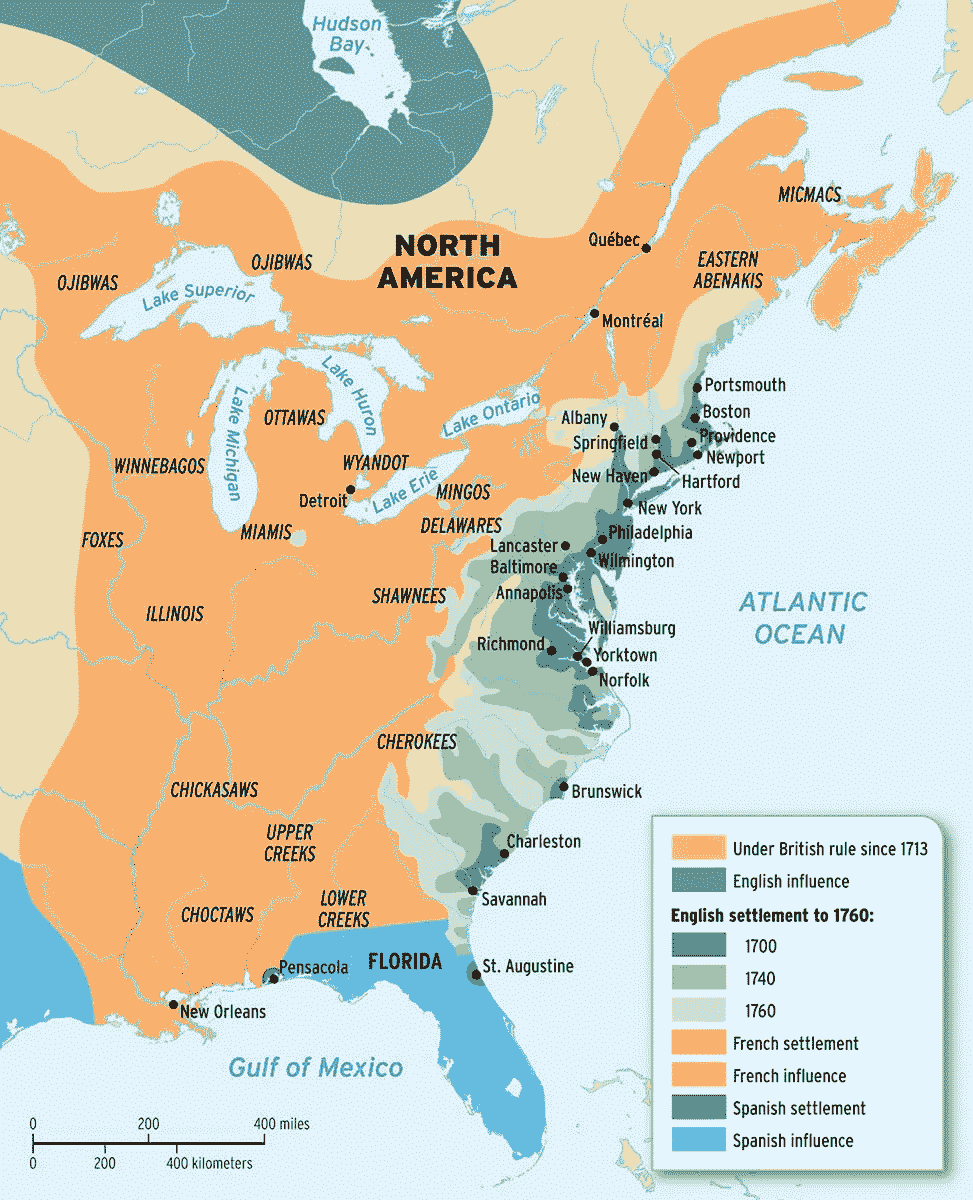 Hudson
Bay
MICMACS
Québec
NORTH
AMERICA
OJIBWAS
EASTERN
ABENAKIS
OJIBWAS
Lake Superior
Montréal
Lake Huron
Portsmouth
Lake Michigan
Lake Ontario
Boston
OTTAWAS
Albany
Providence
Springfield
Newport
WINNEBAGOS
WYANDOT
New Haven
Hartford
Lake Erie
MINGOS
Detroit
New York
DELAWARES
MIAMIS
Philadelphia
FOXES
Lancaster
Wilmington
Baltimore
SHAWNEES
Annapolis
ATLANTIC
OCEAN
ILLINOIS
Williamsburg
Richmond
Yorktown
Norfolk
CHEROKEES
CHICKASAWS
Brunswick
UPPER
CREEKS
Charleston
LOWER
CREEKS
Savannah
CHOCTAWS
FLORIDA
Pensacola
St. Augustine
New Orleans
Gulf of Mexico
0 200 400 miles
0 200 400 kilometers
Under British rule since 1713
English influence
English settlement to 1760:
1700
1740
1760
French settlement
French influence
Spanish settlement
Spanish influence